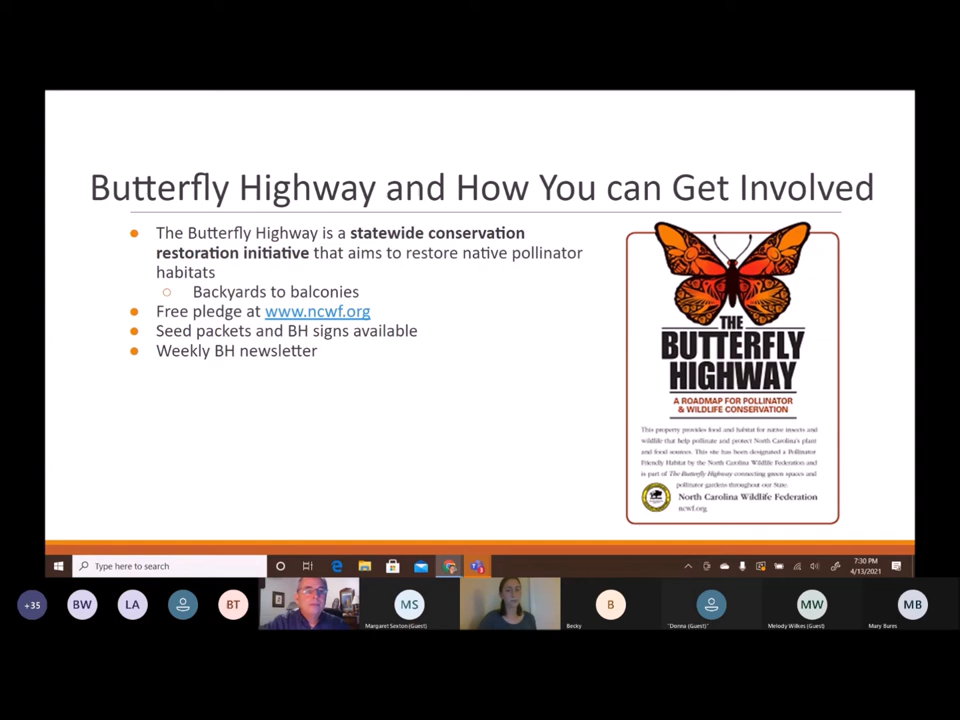 Butterfly Highway and How You can Get Involved
The Butterfly Highway is a statewide conservation
restoration initiative that aims to restore native pollinator
habitats
Backyards to balconies
Free pledge at www.ncwf.org
Seed packets and BH signs available
Weekly BH newsletter
THE
BUTTERFLY
HIGHWAY
A ROADMAP FOR POLLINATOR
& WILDLIFE CONSERVATION
This property provides food and habitat for native insects and
wildlife that help pollinate and protect North Carolina's plant
and food sources. This site has been designated a Pollinator
Friendly Habitat by the North Carolina Wildlife Federation and
is part of The Butterfly Highway connecting green spaces and
pollinator gardens throughout our State.
North Carolina Wildlife Federation
ncwf.org
Type here to search
7:30 PM
4/13/2021
+35
BW
LA
BT
MS
Margaret Sexton (Guest)
B
Becky
"Donna (Guest)"
MW
Melody Wilkes (Guest)
MB
Mary Bures